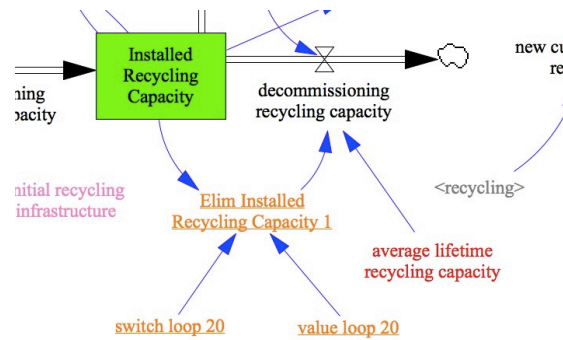 Installed
Recycling
Capacity
new cu
re
ning
pacity
decommissioning
recycling capacity
nitial recycling
infrastructure
<recycling>
Elim Installed
Recycling Capacity 1
average lifetime
recycling capacity
switch loop 20
value loop 20